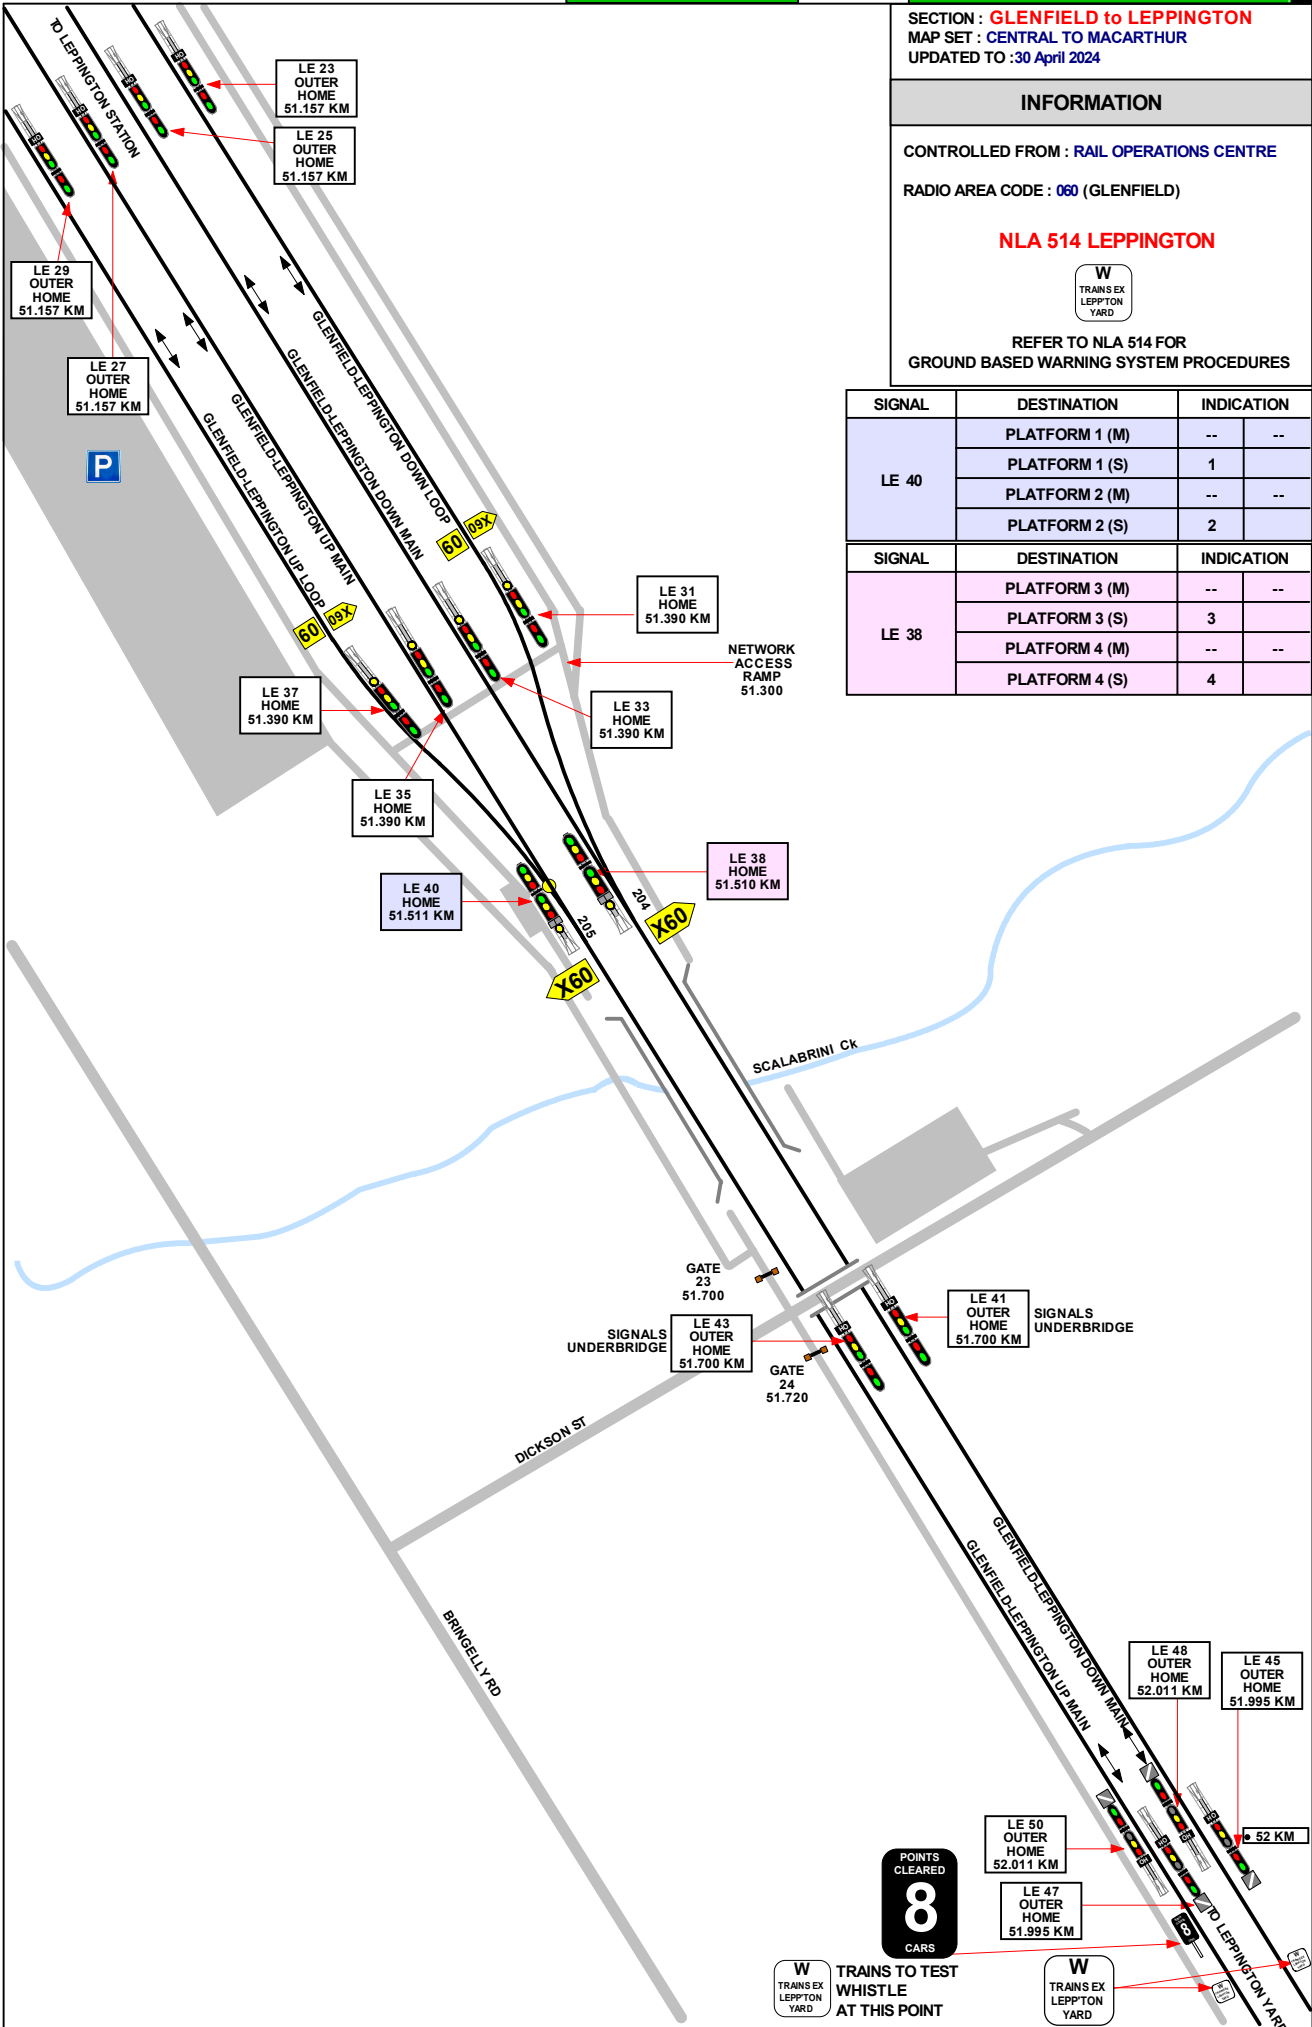 SECTION : GLENFIELD to LEPPINGTON
MAP SET : CENTRAL TO MACARTHUR
UPDATED TO :30 April 2024
INFORMATION
CONTROLLED FROM : RAIL OPERATIONS CENTRE
RADIO AREA CODE : 060 (GLENFIELD)
NLA 514 LEPPINGTON
W
TRAINS EX
LEPP'TON
YARD
REFER TO NLA 514 FOR
GROUND BASED WARNING SYSTEM PROCEDURES
SIGNAL DESTINATION INDICATION
LE 40
PLATFORM 1 (M) -- --
PLATFORM 1 (S) 1
PLATFORM 2 (M) -- --
PLATFORM 2 (S) 2
SIGNAL DESTINATION INDICATION
LE 38
PLATFORM 3 (M) -- --
PLATFORM 3 (S) 3
PLATFORM 4 (M) -- --
PLATFORM 4 (S) 4
TO LEPPINGTON STATION
LE 23
OUTER
HOME
51.157 KM
LE 25
OUTER
HOME
51.157 KM
LE 29
OUTER
HOME
51.157 KM
LE 27
OUTER
HOME
51.157 KM
P
GLENFIELD-LEPPINGTON DOWN LOOP
GLENFIELD-LEPPINGTON DOWN MAIN
GLENFIELD-LEPPINGTON UP MAIN
GLENFIELD-LEPPINGTON UP LOOP
60
X60
60
X60
LE 31
HOME
51.390 KM
NETWORK
ACCESS
RAMP
51.300
LE 37
HOME
51.390 KM
LE 33
HOME
51.390 KM
LE 35
HOME
51.390 KM
LE 40
HOME
51.511 KM
LE 38
HOME
51.510 KM
204
205
X60
X60
SCALABRINI Ck
GATE
23
51.700
SIGNALS
UNDERBRIDGE
LE 43
OUTER
HOME
51.700 KM
LE 41
OUTER
HOME
51.700 KM
SIGNALS
UNDERBRIDGE
GATE
24
51.720
DICKSON ST
BRINGELLY RD
GLENFIELD-LEPPINGTON DOWN MAIN
GLENFIELD-LEPPINGTON UP MAIN
LE 48
OUTER
HOME
52.011 KM
LE 45
OUTER
HOME
51.995 KM
52 KM
LE 50
OUTER
HOME
52.011 KM
LE 47
OUTER
HOME
51.995 KM
POINTS
CLEARED
8
CARS
8
TO LEPPINGTON YARD
W
TRAINS EX
LEPP'TON
YARD
TRAINS TO TEST
WHISTLE
AT THIS POINT
W
TRAINS EX
LEPP'TON
YARD